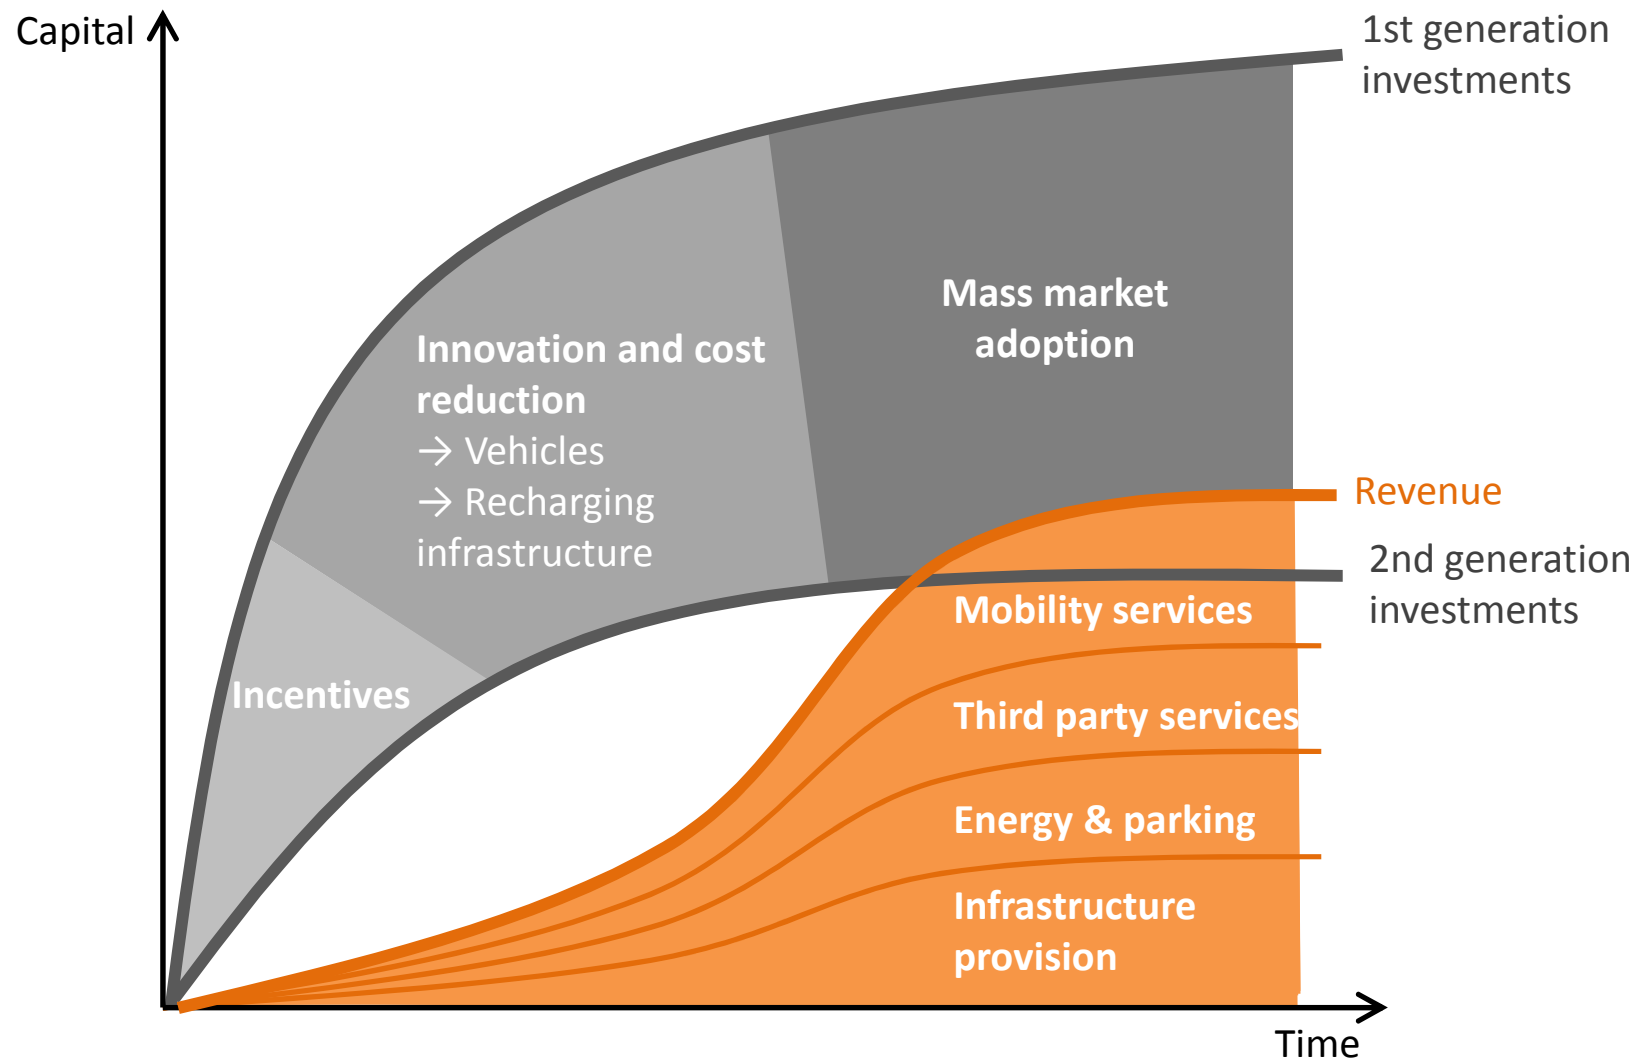 Capital
1st generation
investments
Mass market
adoption
Innovation and cost
reduction
→ Vehicles
→ Recharging
infrastructure
Revenue
2nd generation
investments
Incentives
Mobility services
Third party services
Energy & parking
Infrastructure
provision
Time